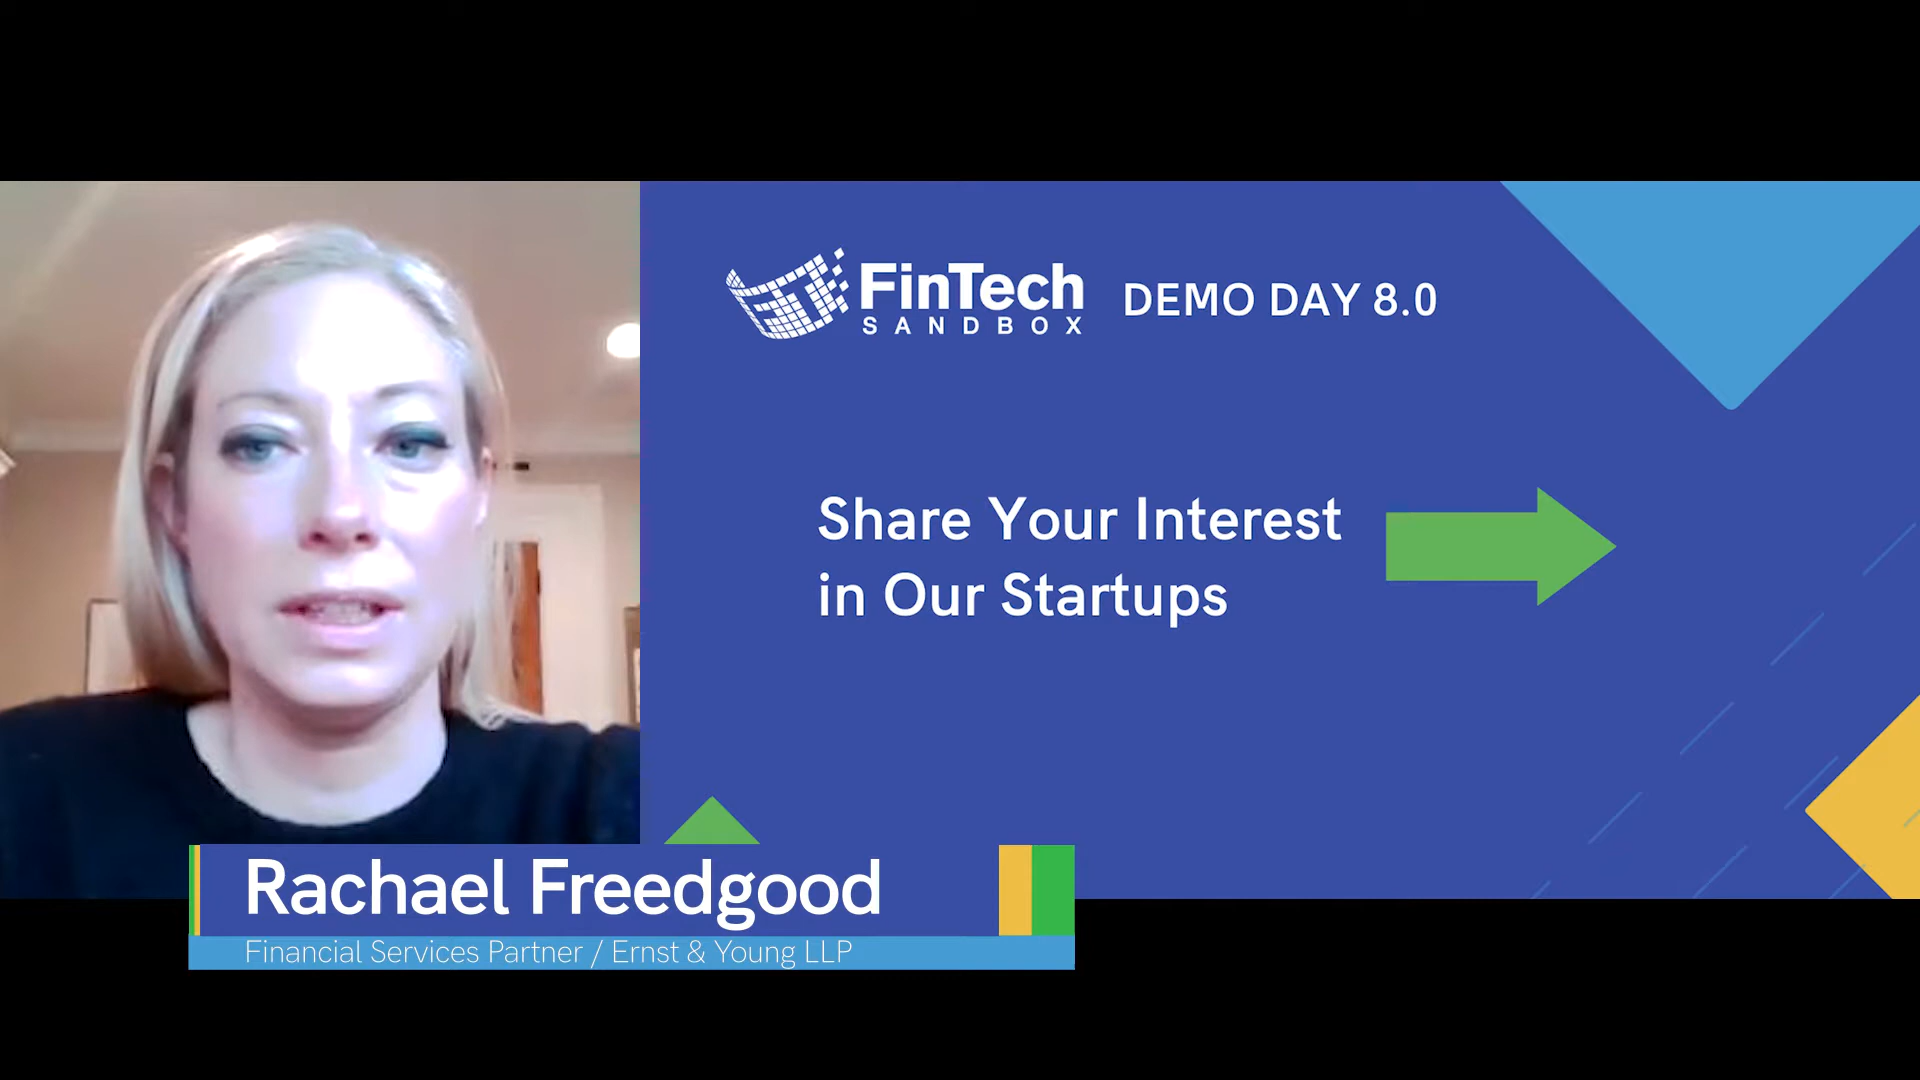 FinTech
SANDBOX
DEMO DAY 8.0
Share Your Interest
in Our Startups
Rachael Freedgood
Financial Services Partner / Ernst & Young LLP